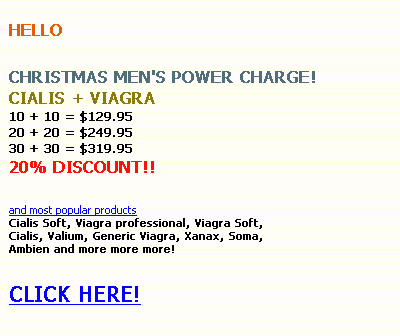 HELLO
CHRISTMAS MEN'S POWER CHARGE!
CIALIS + VIAGRA
10 + 10 = $129.95
20 + 20 = $249.95
30 + 30 = $319.95
20% DISCOUNT!!
and most popular products
Cialis Soft, Viagra professional, Viagra Soft,
Cialis, Valium, Generic Viagra, Xanax, Soma,
Ambien and more more more!
CLICK HERE!